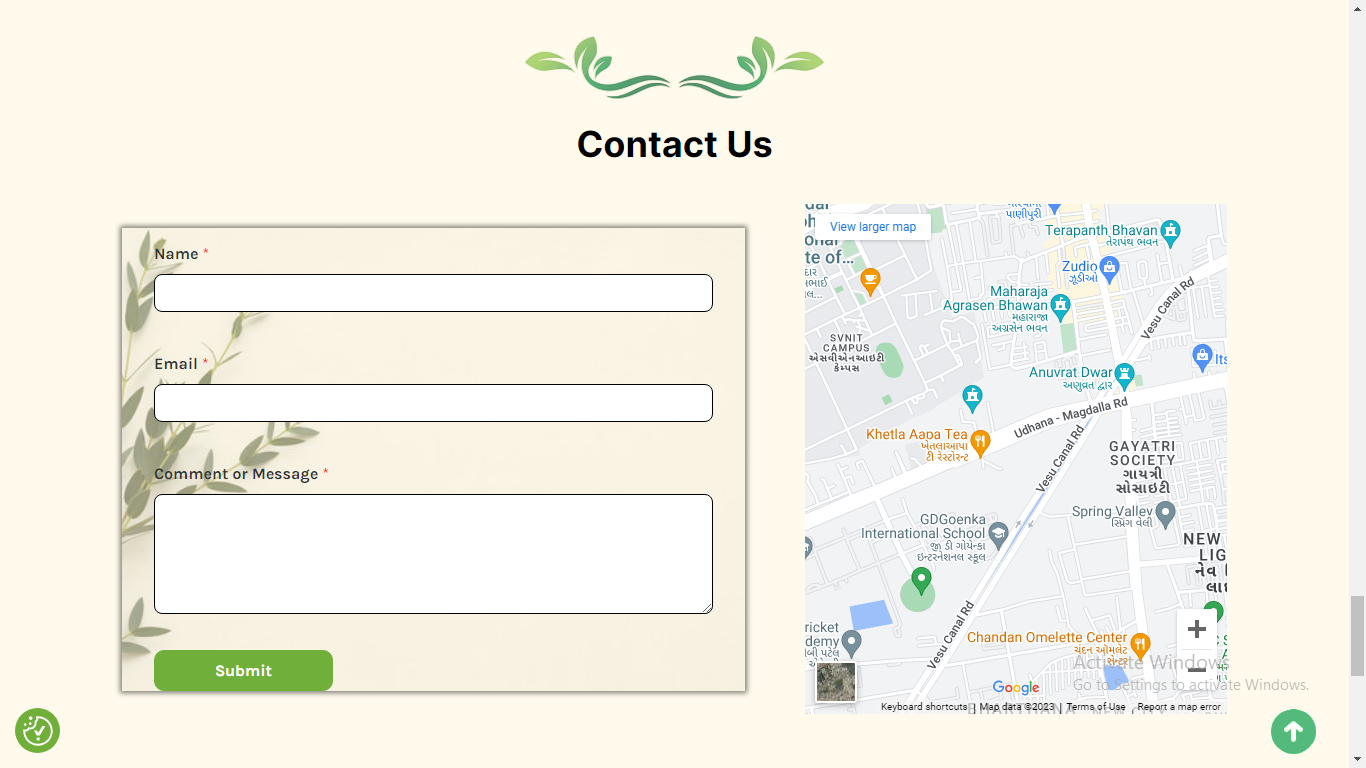 Contact Us
Name *
Email *
Comment or Message *
Submit
View larger map
પાણીપુરી
Terapanth Bhavan
તેરાપંથ ભવન
Zudio
ઝૂડીઓ
Maharaja
Agrasen Bhawan
મહારાજા
અગ્રસેન ભવન
Vesu Canal Rd
SVNIT
CAMPUS
એસવીએનઆઇટી
કેમ્પસ
Its
Anuvrat Dwar
અણુવ્રત દ્વાર
Udhana - Magdalla Rd
Khetla Aapa Tea
ખેતલાઆપા
ટી રેસ્ટોરન્ટ
Vesu Canal Rd
GAYATRI
SOCIETY
ગાયત્રી
સોસાઇટી
Spring Valley
સ્પ્રિંગ વેલી
GDGoenka
International School
જી ડી ગોયેન્કા
ઇન્ટરનેશનલ સ્કૂલ
NEW
LIG
નેવ
Vesu Canal Rd
Chandan Omelette Center
ચંદન ઓમલેટ
સેન્ટર
Activate Windows
Go to Settings to activate Windows.
Google
Keyboard shortcuts
Map data ©2023
Terms of Use
Report a map error